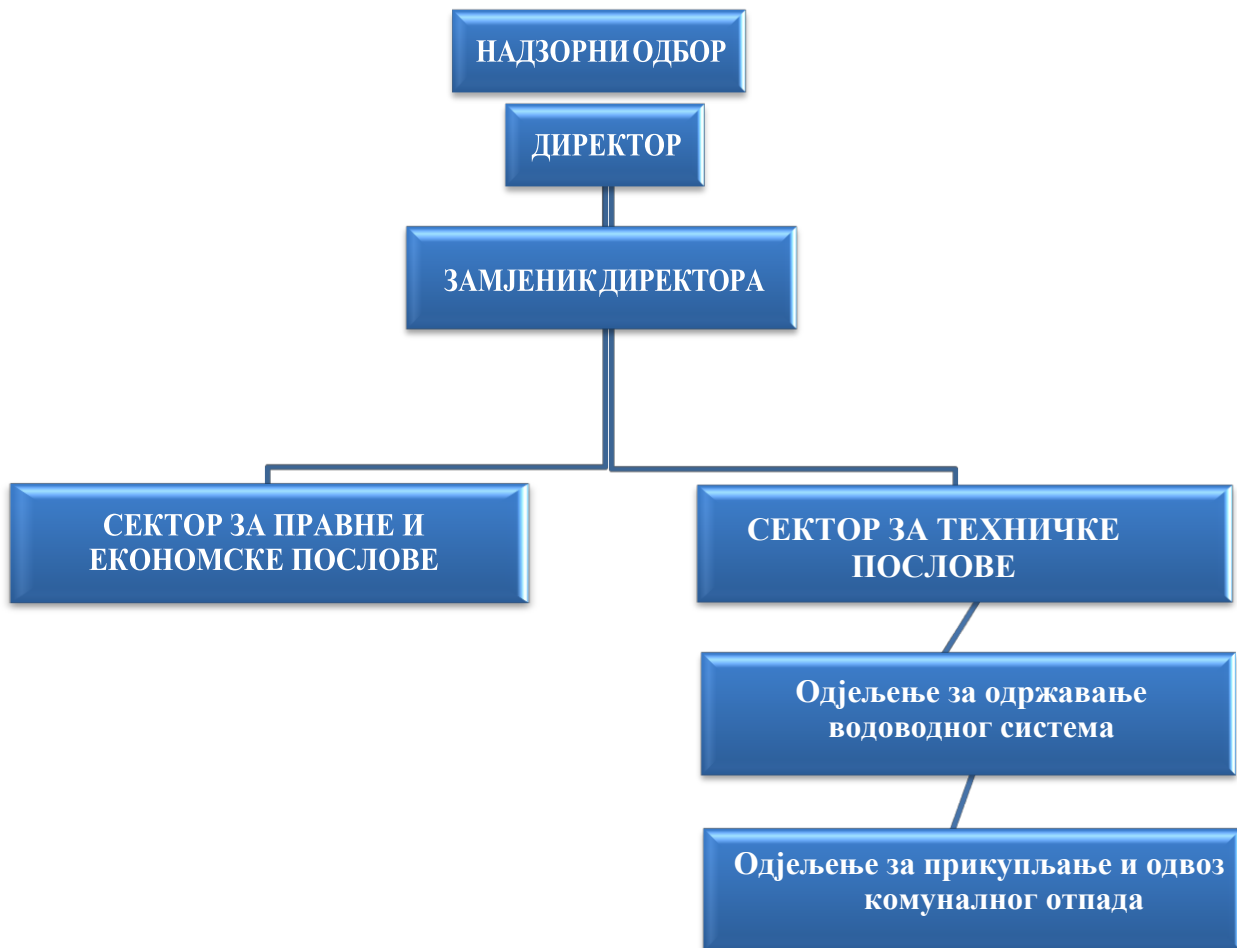 НАДЗОРНИ ОДБОР
ДИРЕКТОР
ЗАМЈЕНИК ДИРЕКТОРА
СЕКТОР ЗА ПРАВНЕ И
ЕКОНОМСКЕ ПОСЛОВЕ
СЕКТОР ЗА ТЕХНИЧКЕ
ПОСЛОВЕ
Одјељење за одржавање
водоводног система
Одјељење за прикупљање и одвоз
комуналног отпада